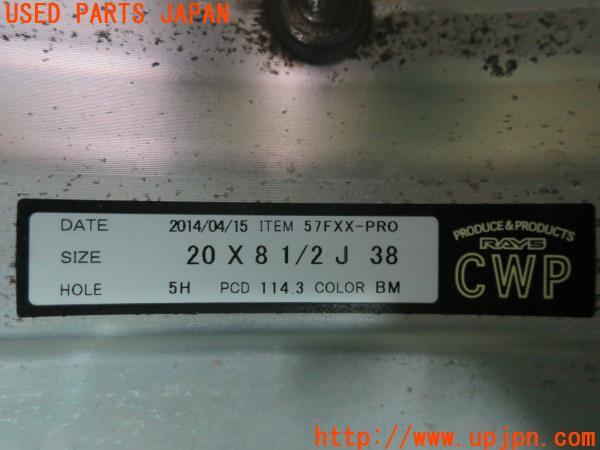 USED PARTS JAPAN
DATE 2014/04/15 ITEM 57FXX-PRO
SIZE 20 X 8 1/2 J 38
HOLE 5H PCD 114.3 COLOR BM
PRODUCE & PRODUCTS
RAYS
CWP
http://www.upjpn.com/